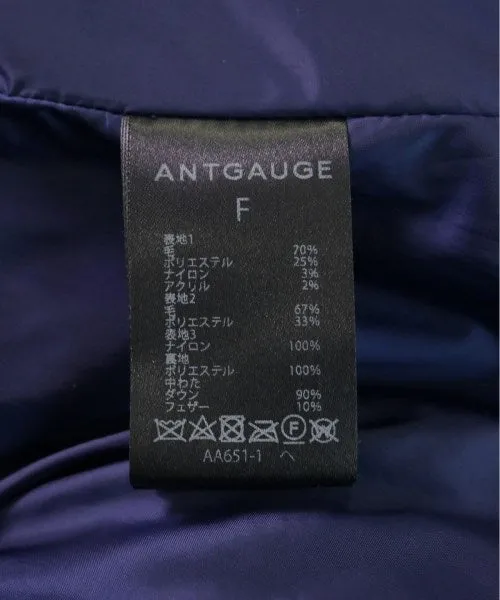 ANTGAUGE
F
表地1
毛 70%
ポリエステル 25%
ナイロン 3%
アクリル 2%
表地2
毛 67%
ポリエステル 33%
表地3
ナイロン 100%
裏地
ポリエステル 100%
中わた
ダウン 90%
フェザー 10%
F
AA651-1 へ